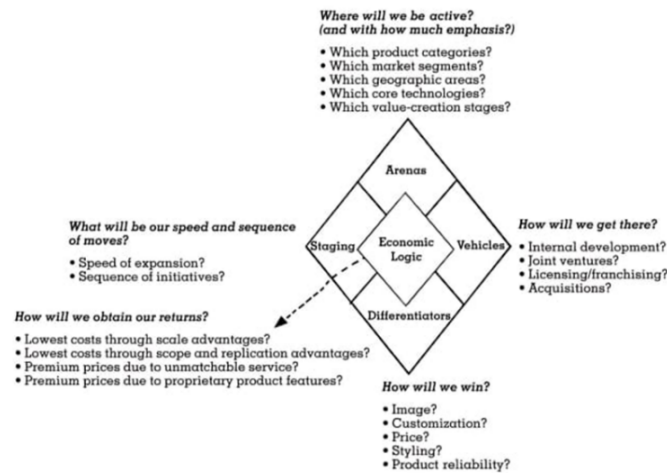 Where will we be active?
(and with how much emphasis?)
• Which product categories?
• Which market segments?
• Which geographic areas?
• Which core technologies?
• Which value-creation stages?
Arenas
What will be our speed and sequence
of moves?
• Speed of expansion?
• Sequence of initiatives?
Staging
Economic
Logic
Vehicles
How will we get there?
• Internal development?
• Joint ventures?
• Licensing/franchising?
• Acquisitions?
How will we obtain our returns?
• Lowest costs through scale advantages?
• Lowest costs through scope and replication advantages?
• Premium prices due to unmatchable service?
• Premium prices due to proprietary product features?
Differentiators
How will we win?
• Image?
• Customization?
• Price?
• Styling?
• Product reliability?